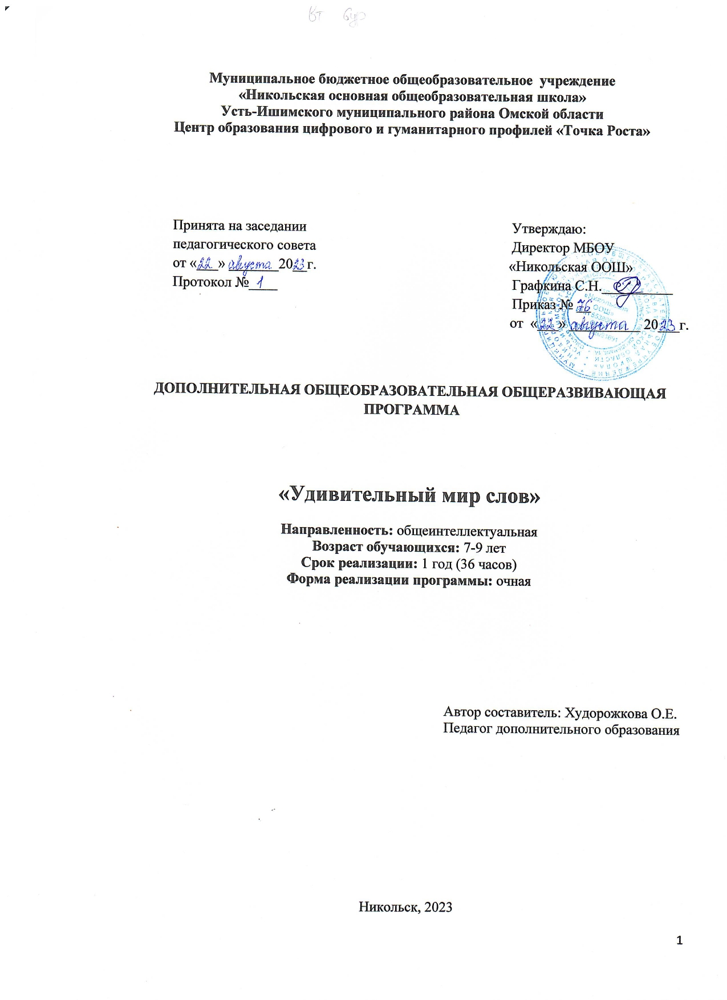 Муниципальное бюджетное общеобразовательное учреждение
«Никольская основная общеобразовательная школа»
Усть-Ишимского муниципального района Омской области
Центр образования цифрового и гуманитарного профилей «Точка Роста»
Принята на заседании
педагогического совета
от «22» августа 2023 г.
Протокол № 1
Утверждаю:
Директор МБОУ
«Никольская ООШ»
Графкина С.Н.
Приказ № 76
от «22» августа 2023 г.
ДОПОЛНИТЕЛЬНАЯ ОБЩЕОБРАЗОВАТЕЛЬНАЯ ОБЩЕРАЗВИВАЮЩАЯ
ПРОГРАММА
«Удивительный мир слов»
Направленность: общеинтеллектуальная
Возраст обучающихся: 7-9 лет
Срок реализации: 1 год (36 часов)
Форма реализации программы: очная
Автор составитель: Худорожкова О.Е.
Педагог дополнительного образования
Никольск, 2023
1